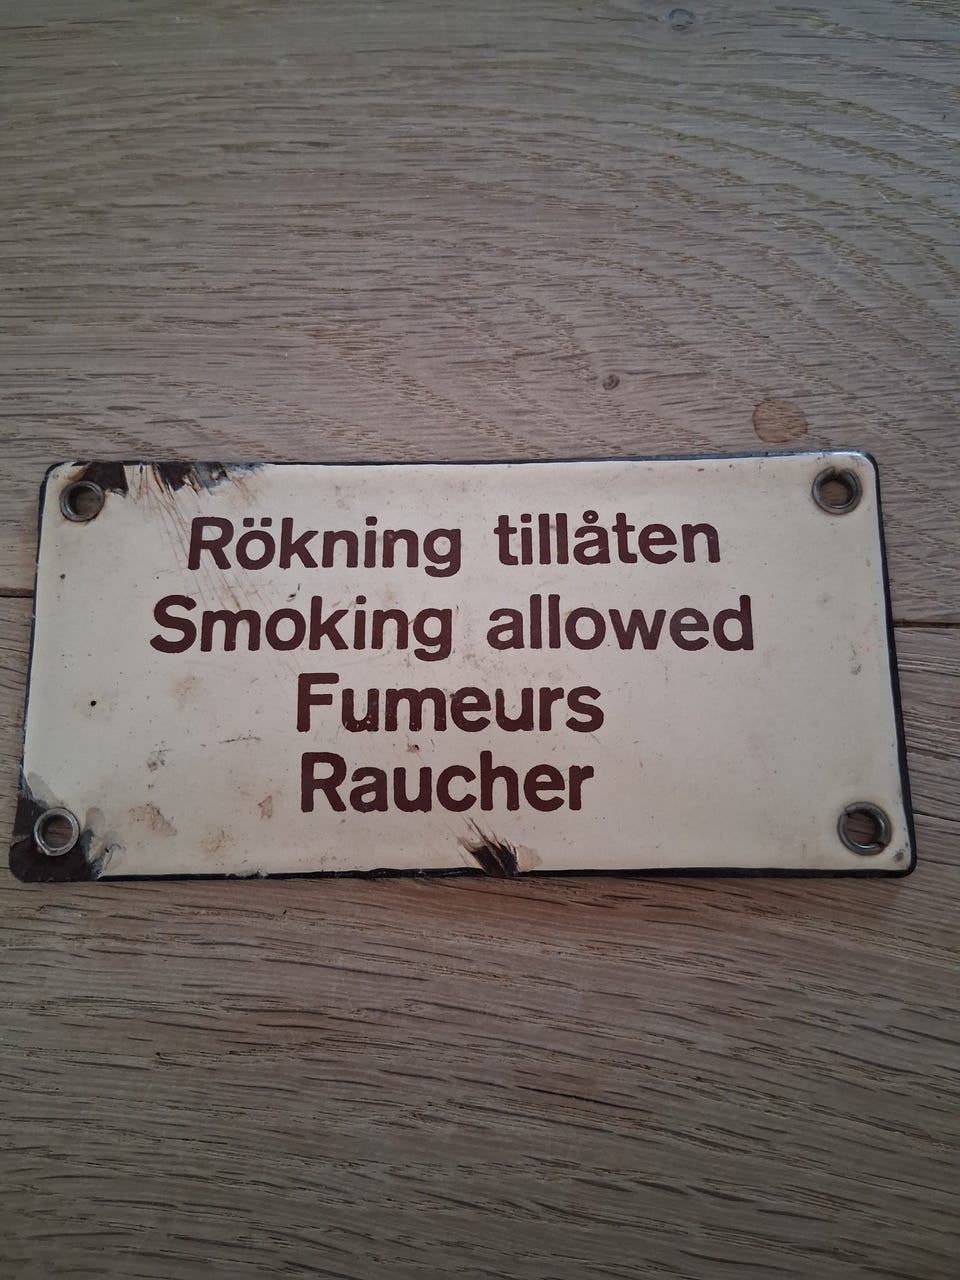 Rökning tillåten
Smoking allowed
Fumeurs
Raucher